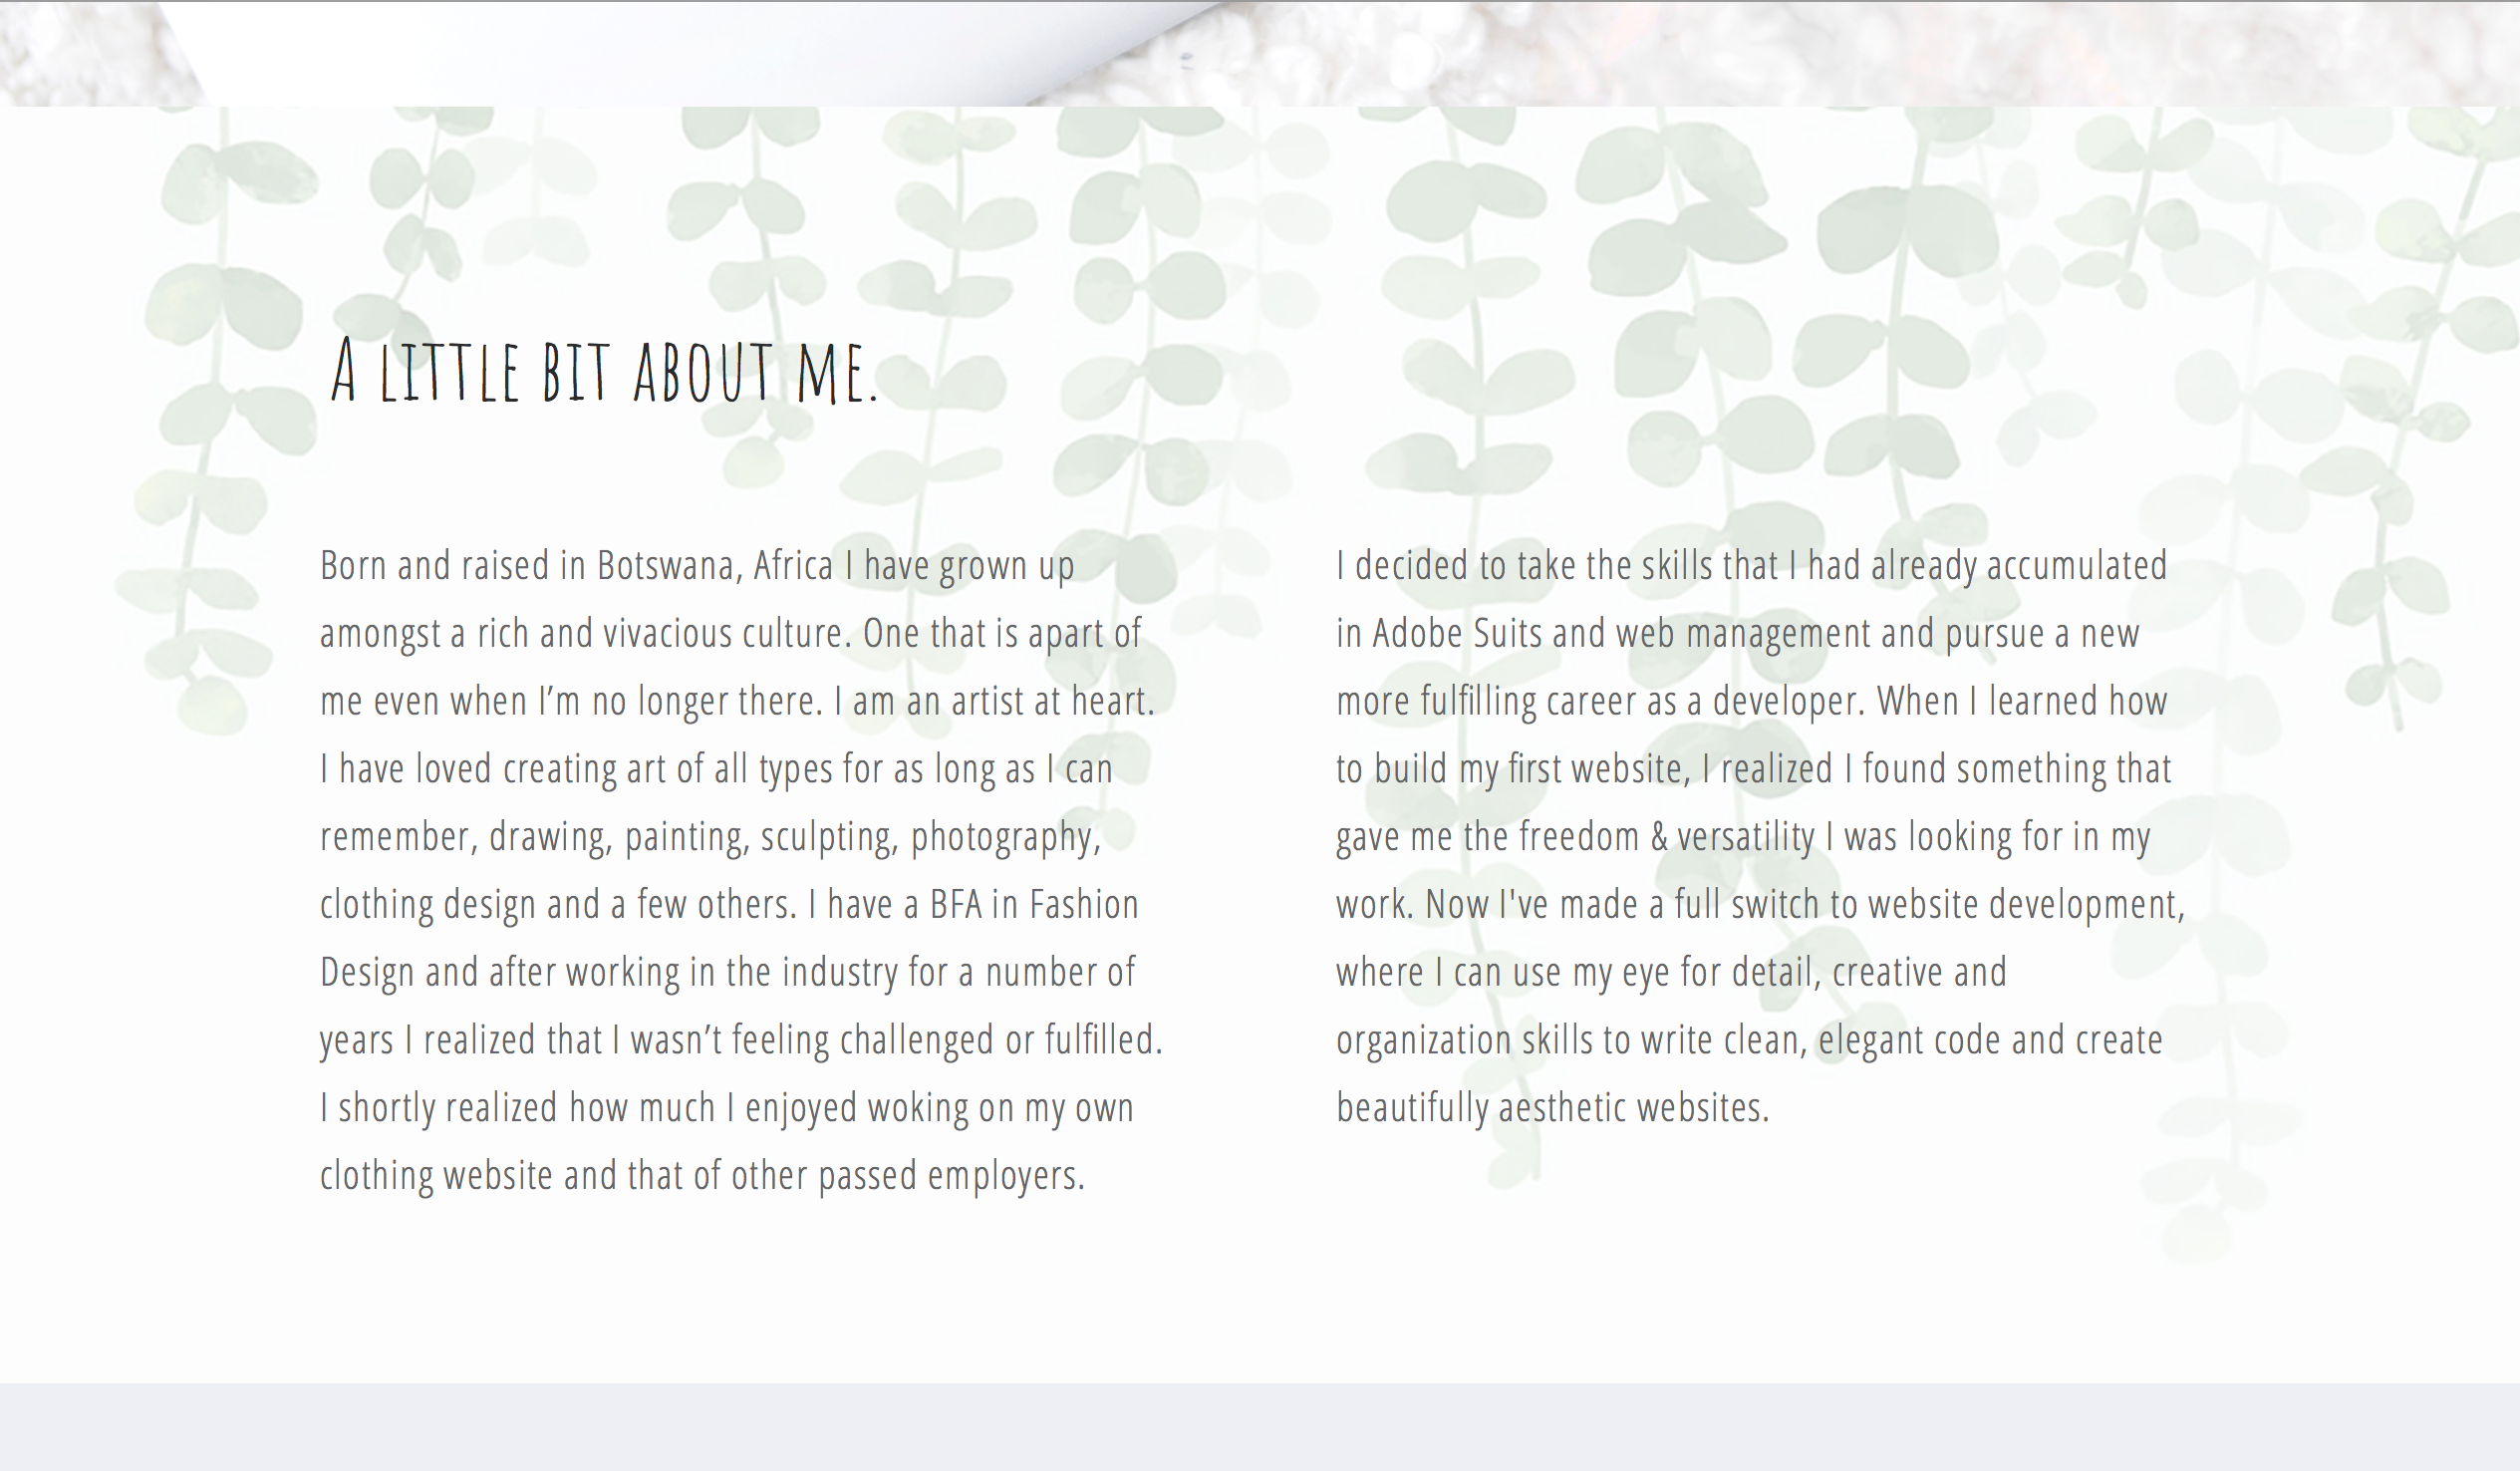 A LITTLE BIT ABOUT ME.
Born and raised in Botswana, Africa I have grown up
amongst a rich and vivacious culture. One that is apart of
me even when I’m no longer there. I am an artist at heart.
I have loved creating art of all types for as long as I can
remember, drawing, painting, sculpting, photography,
clothing design and a few others. I have a BFA in Fashion
Design and after working in the industry for a number of
years I realized that I wasn’t feeling challenged or fulfilled.
I shortly realized how much I enjoyed woking on my own
clothing website and that of other passed employers.
I decided to take the skills that I had already accumulated
in Adobe Suits and web management and pursue a new
more fulfilling career as a developer. When I learned how
to build my first website, I realized I found something that
gave me the freedom & versatility I was looking for in my
work. Now I've made a full switch to website development,
where I can use my eye for detail, creative and
organization skills to write clean, elegant code and create
beautifully aesthetic websites.